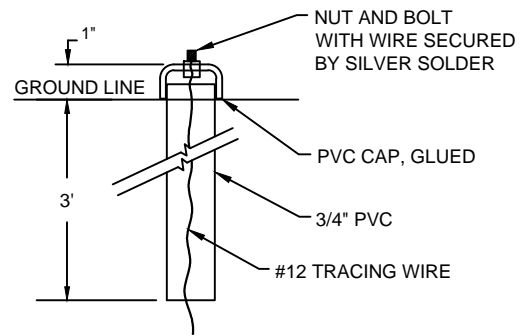 NUT AND BOLT
WITH WIRE SECURED
BY SILVER SOLDER
1"
GROUND LINE
PVC CAP, GLUED
3'
3/4" PVC
#12 TRACING WIRE